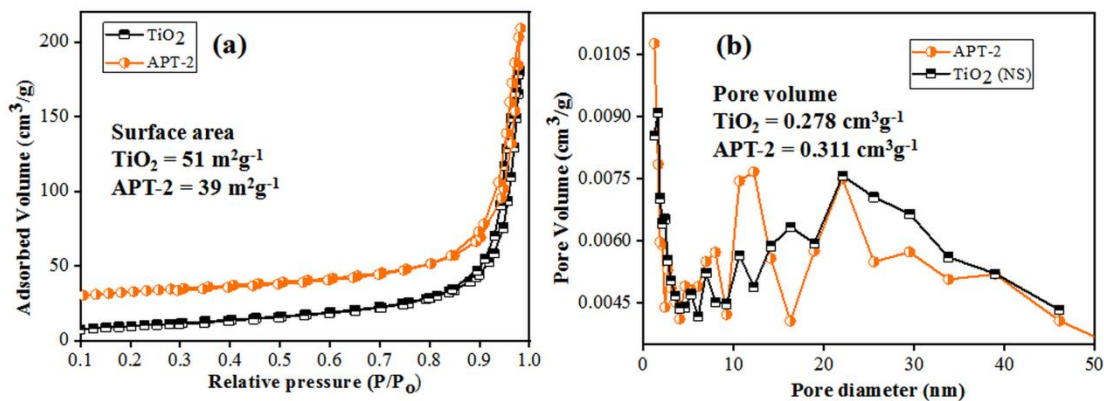 (a)
TiO2
APT-2
Surface area
TiO2 = 51 m2g-1
APT-2 = 39 m2g-1
Adsorbed Volume (cm3/g)
200
150
100
50
0
0.1 0.2 0.3 0.4 0.5 0.6 0.7 0.8 0.9 1.0
Relative pressure (P/Po)
(b)
APT-2
TiO2 (NS)
Pore volume
TiO2 = 0.278 cm3g-1
APT-2 = 0.311 cm3g-1
Pore Volume (cm3/g)
0.0105
0.0090
0.0075
0.0060
0.0045
0 10 20 30 40 50
Pore diameter (nm)